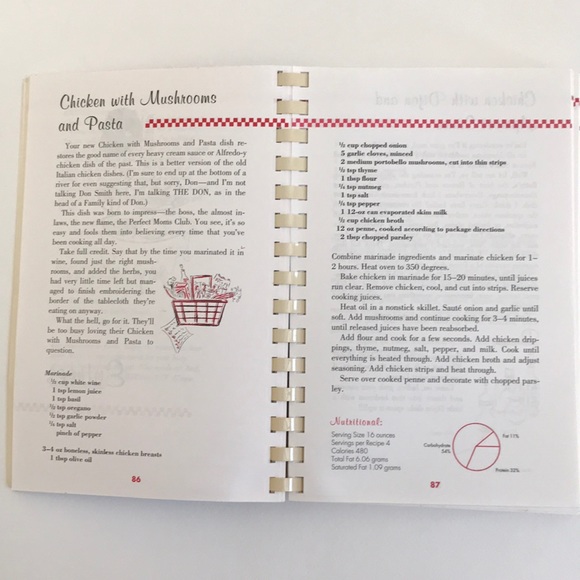 Chicken with Mushrooms
and Pasta
Your new Chicken with Mushrooms and Pasta dish re-
stores the good name of every heavy cream sauce or Alfredo-y
chicken dish of the past. This is a better version of the old
Italian chicken dishes. (I'm sure to end up at the bottom of a
river for even suggesting that, but sorry, Don—and I'm not
talking Don Smith here, I'm talking THE DON, as in the
head of a Family kind of Don.)
This dish was born to impress—the boss, the almost in-
laws, the new flame, the Perfect Moms Club. You see, it's so
easy and fools them into believing every time that you've
been cooking all day.
Take full credit. Say that by the time you marinated it in
wine, found just the right mush-
rooms, and added the herbs, you
had very little time left but man-
aged to finish embroidering the
border of the tablecloth they're
eating on anyway.
What the hell, go for it. They'll
be too busy loving their Chicken
with Mushrooms and Pasta to
question.
Marinade
cup white wine
1 tsp lemon juice
1 tsp basil
tsp oregano
tsp garlic powder
tsp salt
pinch of pepper
3–4 oz boneless, skinless chicken breasts
1 tbsp olive oil
86
½ cup chopped onion
5 garlic cloves, minced
2 medium portobello mushrooms, cut into thin strips
½ tsp thyme
1 tbsp flour
tsp nutmeg
1 tsp salt
tsp pepper
1 12-oz can evaporated skim milk
½ cup chicken broth
12 oz penne, cooked according to package directions
2 tbsp chopped parsley
Combine marinade ingredients and marinate chicken for 1–
2 hours. Heat oven to 350 degrees.
Bake chicken in marinade for 15–20 minutes, until juices
run clear. Remove chicken, cool, and cut into strips. Reserve
cooking juices.
Heat oil in a nonstick skillet. Sauté onion and garlic until
soft. Add mushrooms and continue cooking for 3–4 minutes,
until released juices have been reabsorbed.
Add flour and cook for a few seconds. Add chicken drip-
pings, thyme, nutmeg, salt, pepper, and milk. Cook until
everything is heated through. Add chicken broth and adjust
seasoning. Add chicken strips and heat through.
Serve over cooked penne and decorate with chopped pars-
ley.
Nutritional:
Serving Size 16 ounces
Servings per Recipe 4
Calories 480
Total Fat 6.06 grams
Saturated Fat 1.09 grams
Fat 11%
Carbohydrate
54%
Protein
87